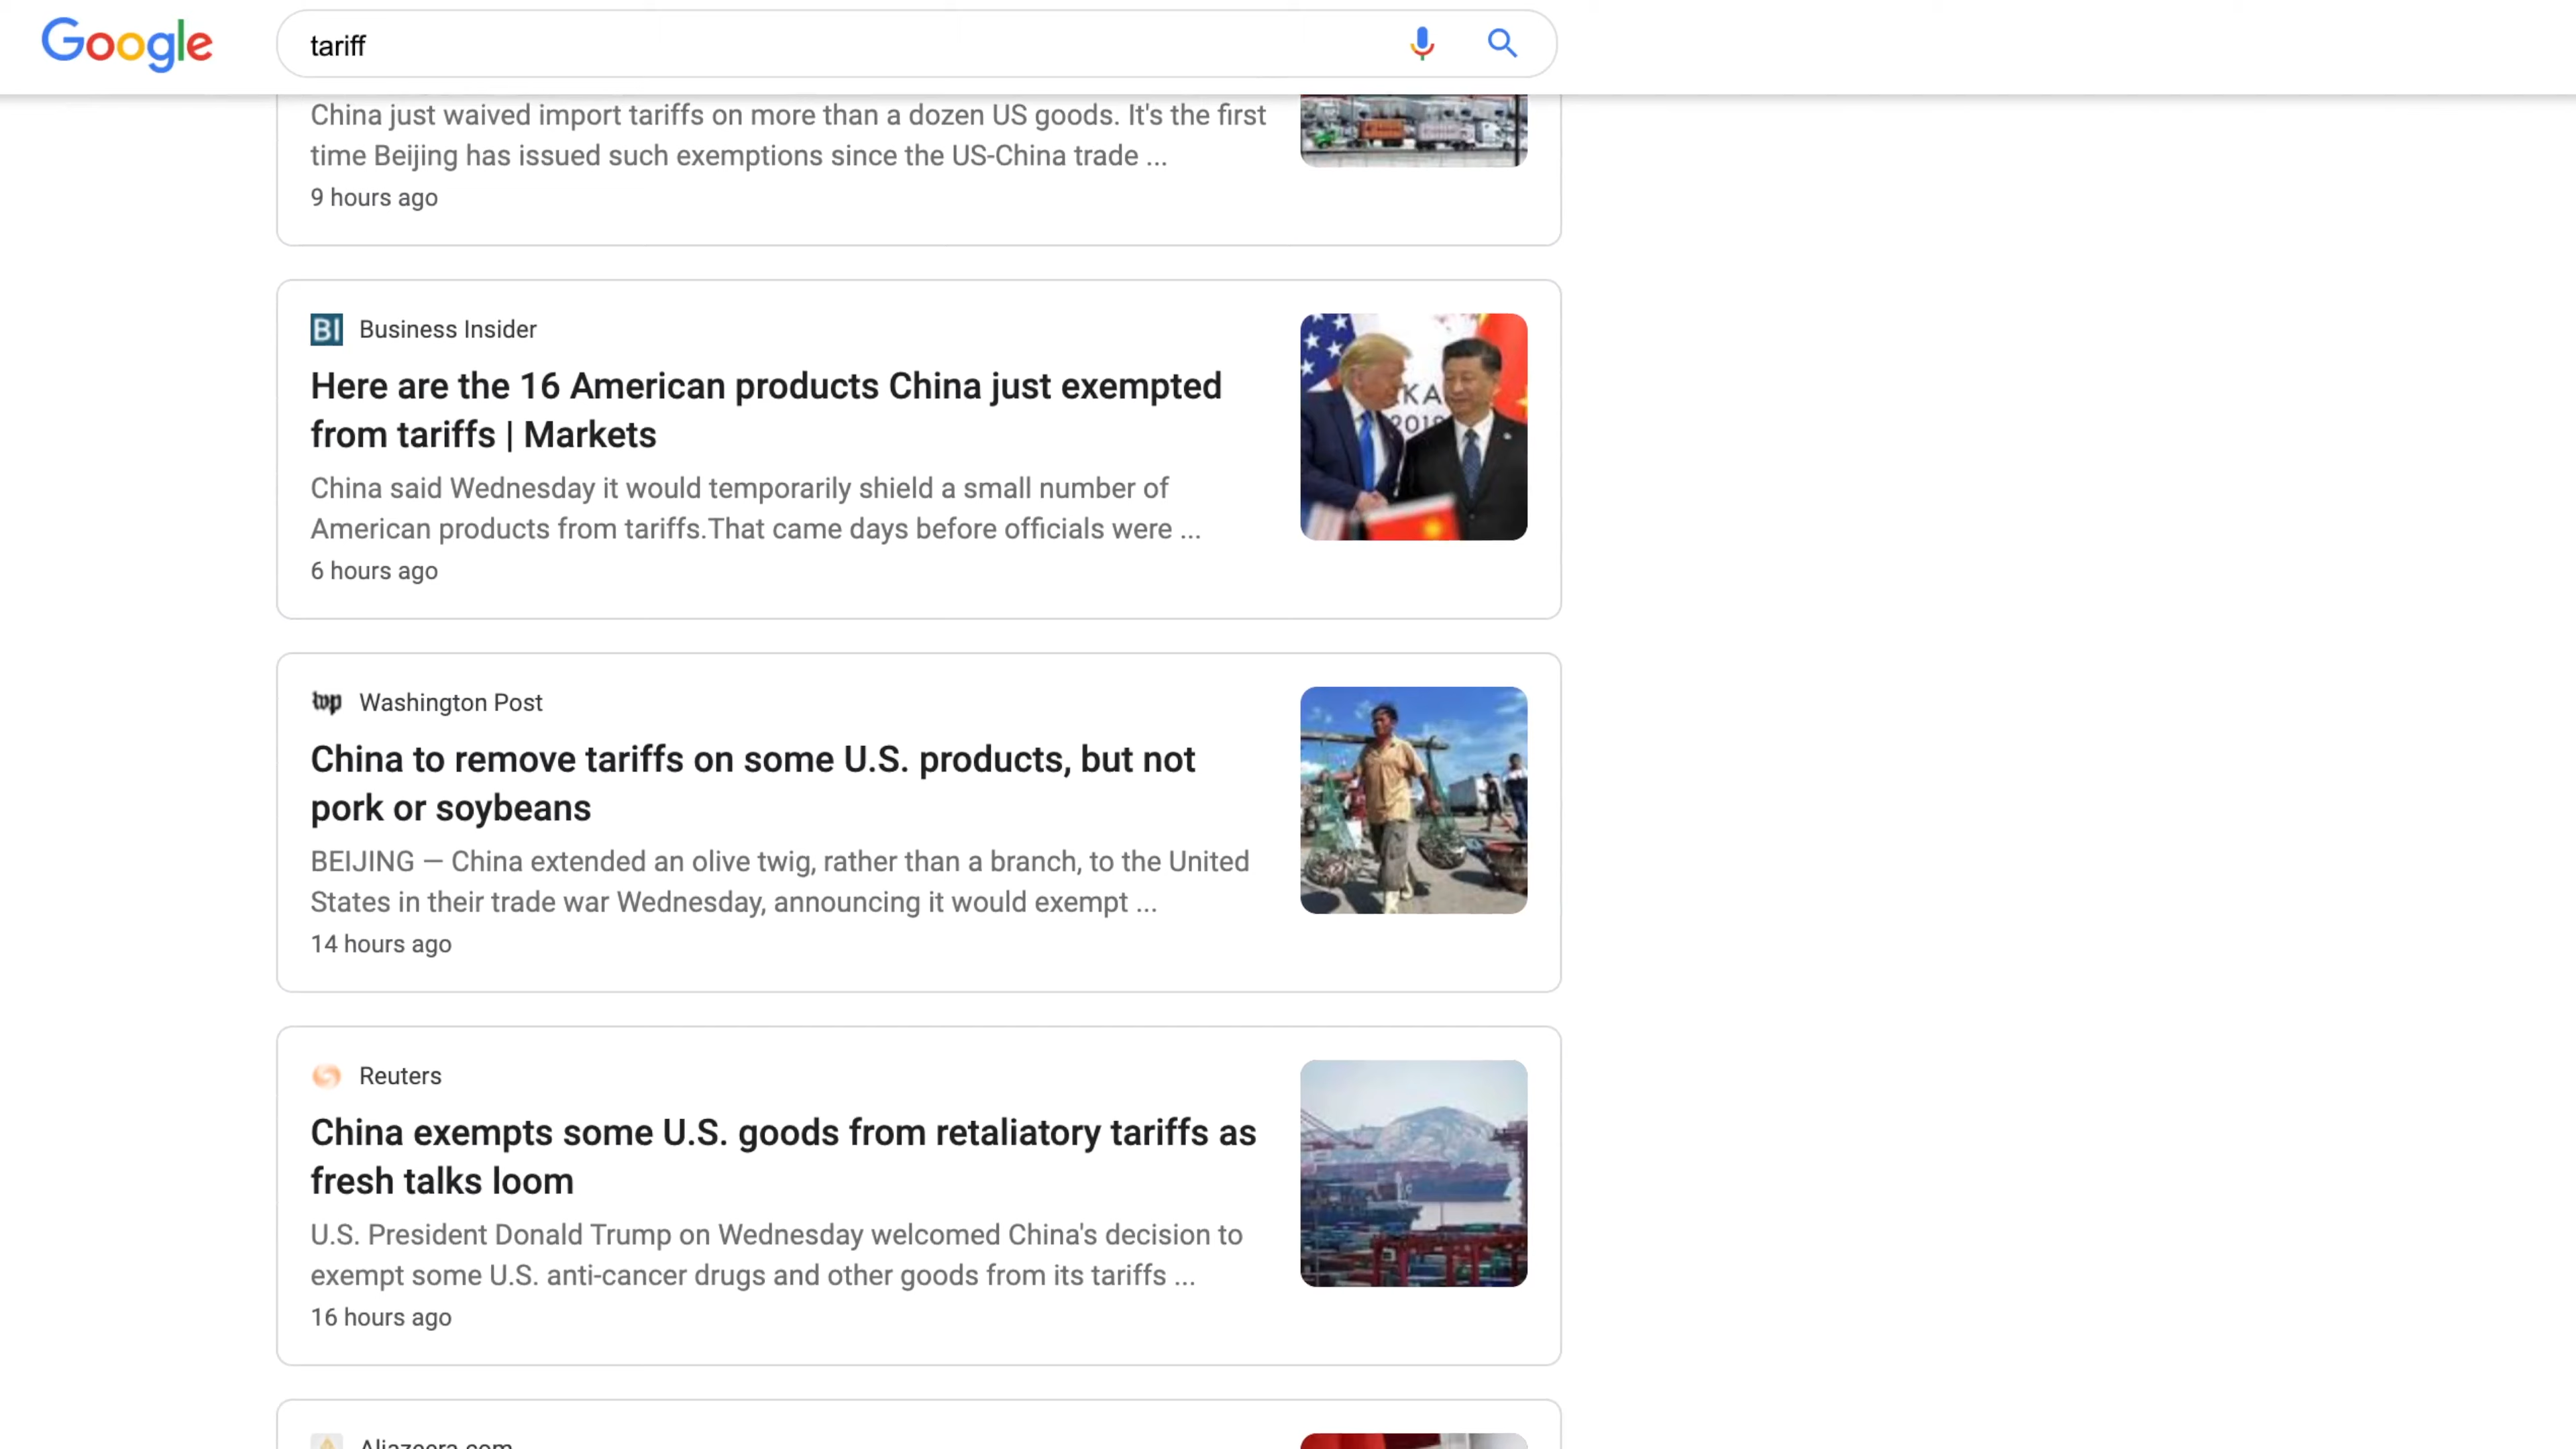 Google
tariff
China just waived import tariffs on more than a dozen US goods. It's the first
time Beijing has issued such exemptions since the US-China trade ...
9 hours ago
BI Business Insider
Here are the 16 American products China just exempted
from tariffs | Markets
China said Wednesday it would temporarily shield a small number of
American products from tariffs.That came days before officials were ...
6 hours ago
KA
2019
wp Washington Post
China to remove tariffs on some U.S. products, but not
pork or soybeans
BEIJING — China extended an olive twig, rather than a branch, to the United
States in their trade war Wednesday, announcing it would exempt ...
14 hours ago
Reuters
China exempts some U.S. goods from retaliatory tariffs as
fresh talks loom
U.S. President Donald Trump on Wednesday welcomed China's decision to
exempt some U.S. anti-cancer drugs and other goods from its tariffs ...
16 hours ago
Aljazeera.com